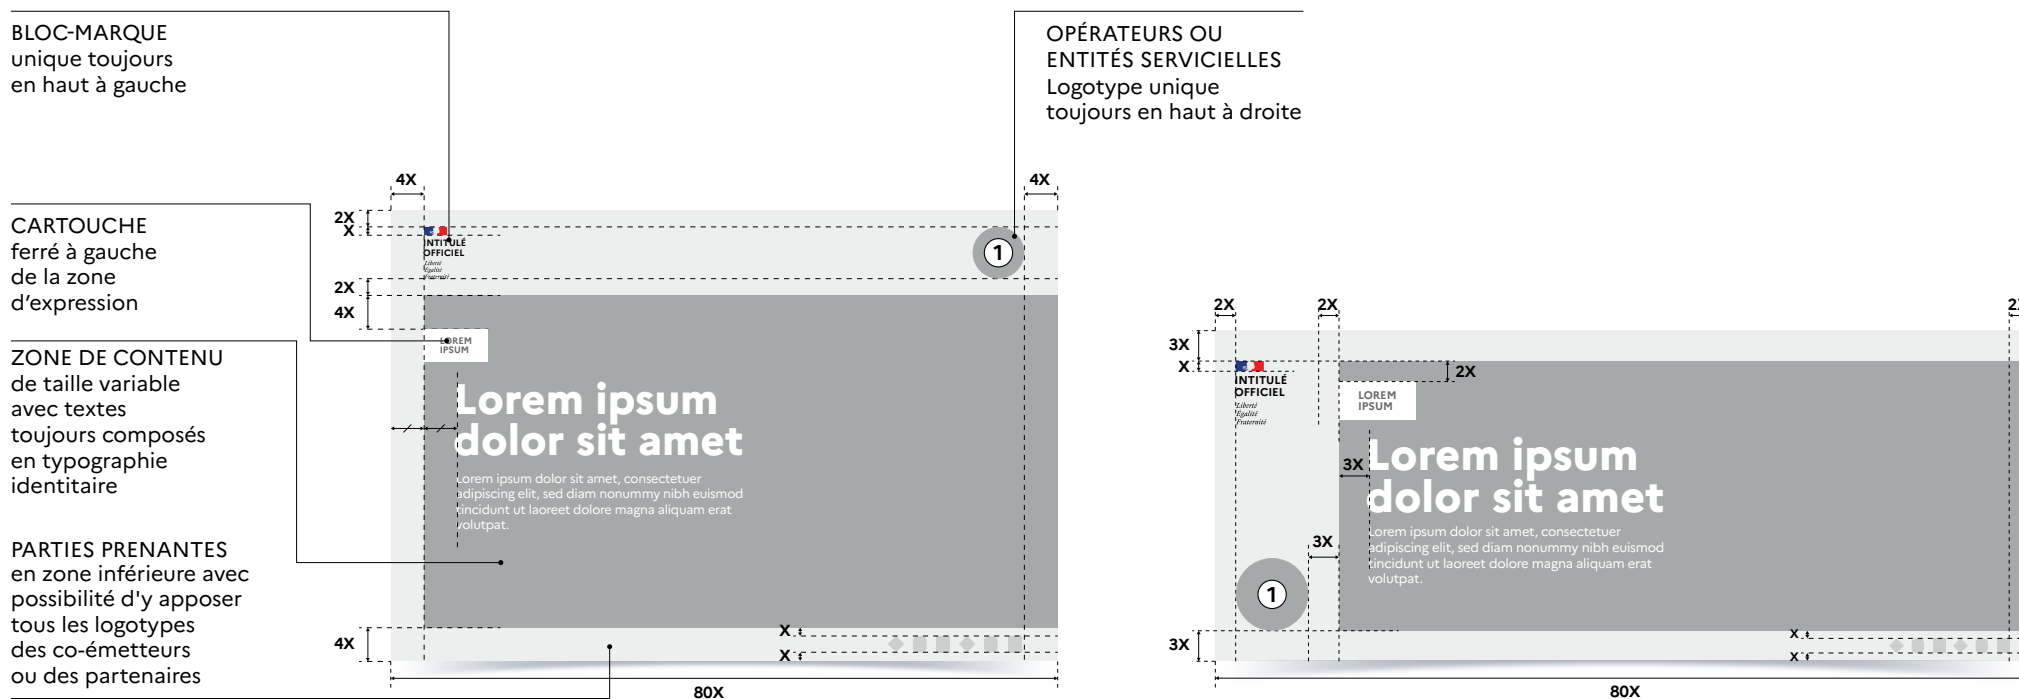 BLOC-MARQUE
unique toujours
en haut à gauche
OPÉRATEURS OU
ENTITÉS SERVICIELLES
Logotype unique
toujours en haut à droite
CARTOUCHE
ferré à gauche
de la zone
d’expression
ZONE DE CONTENU
de taille variable
avec textes
toujours composés
en typographie
identitaire
PARTIES PRENANTES
en zone inférieure avec
possibilité d'y apposer
tous les logotypes
des co-émetteurs
ou des partenaires
4X
4X
2X
X
INTITULÉ
OFFICIEL
Liberté
Égalité
Fraternité
1
2X
4X
LOREM
IPSUM
Lorem ipsum
dolor sit amet
Lorem ipsum dolor sit amet, consectetuer
adipiscing elit, sed diam nonummy nibh euismod
tincidunt ut laoreet dolore magna aliquam erat
volutpat.
4X
X
X
80X
2X
2X
3X
X
INTITULÉ
OFFICIEL
Liberté
Égalité
Fraternité
2X
LOREM
IPSUM
3X
Lorem ipsum
dolor sit amet
Lorem ipsum dolor sit amet, consectetuer
adipiscing elit, sed diam nonummy nibh euismod
tincidunt ut laoreet dolore magna aliquam erat
volutpat.
3X
1
3X
X
X
80X